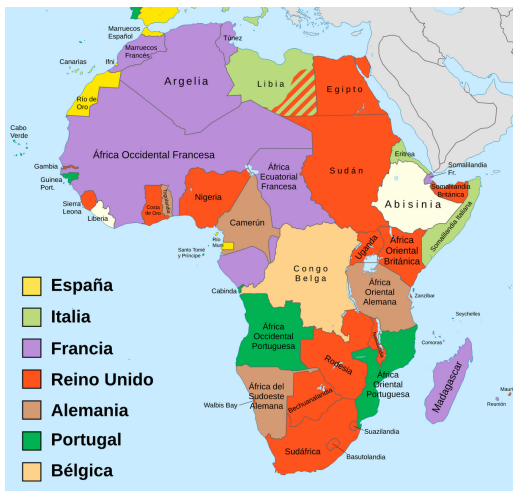 España
Marruecos
Español
Marruecos
Francés
Túnez
Canarias
Ifni
Argelia
Libia
Egipto
Río de
Oro
Cabo
Verde
África Occidental Francesa
África
Ecuatorial
Francesa
Sudán
Eritrea
Somalilandia
Fr.
Somalilandia
Británica
Gambia
Guinea
Port.
Sierra
Leona
Liberia
Costa
de Oro
Togolandia
Nigeria
Camerún
Abisinia
Somalilandia Italiana
Río
Muni
Santo Tomé
y Príncipe
Uganda
África
Oriental
Británica
Congo
Belga
Cabinda
África
Oriental
Alemana
Zanzíbar
Seychelles
Comoras
África
Occidental
Portuguesa
Rodesia
África
Oriental
Portuguesa
Madagascar
Reunión
África del
Sudoeste
Alemana
Walbis Bay
Bechuanalandia
Suazilandia
Basutolandia
Sudáfrica
España
Italia
Francia
Reino Unido
Alemania
Portugal
Bélgica